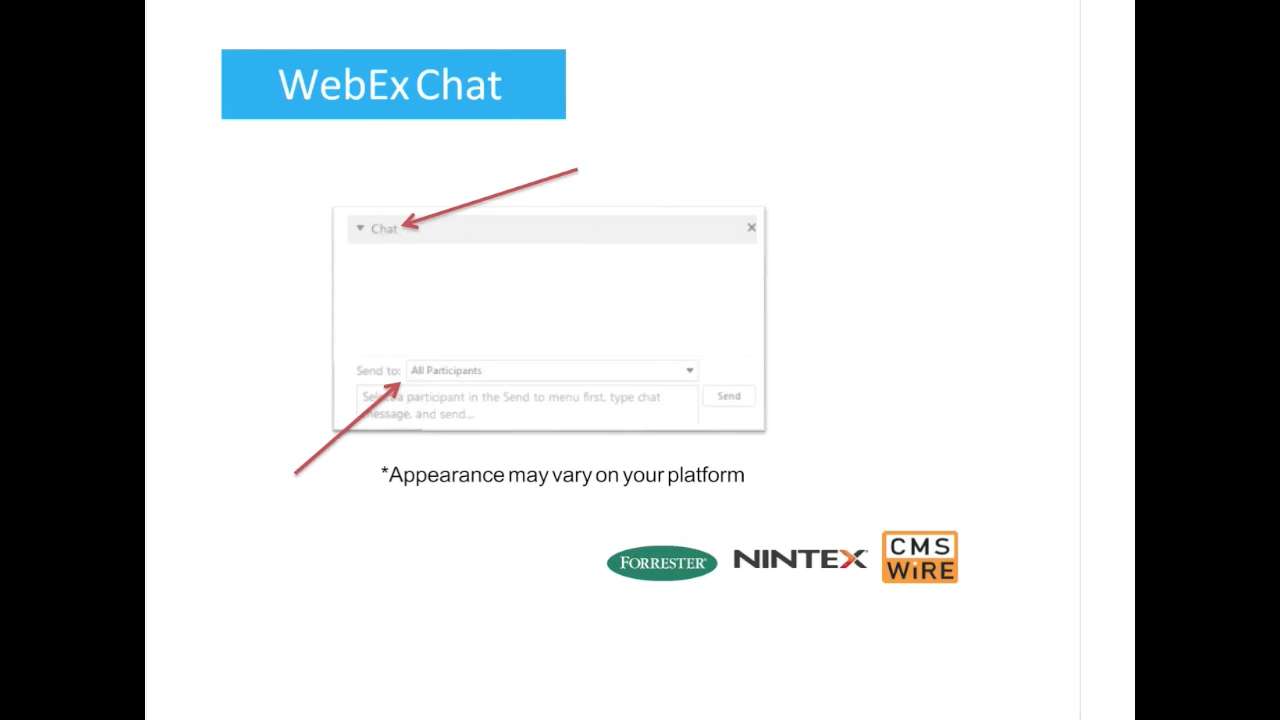 WebEx Chat
Chat
Send to: All Participants
Select a participant in the Send to menu first, type chat
message, and send...
Send
*Appearance may vary on your platform
FORRESTER®
NINTEX
CMS
WiRE